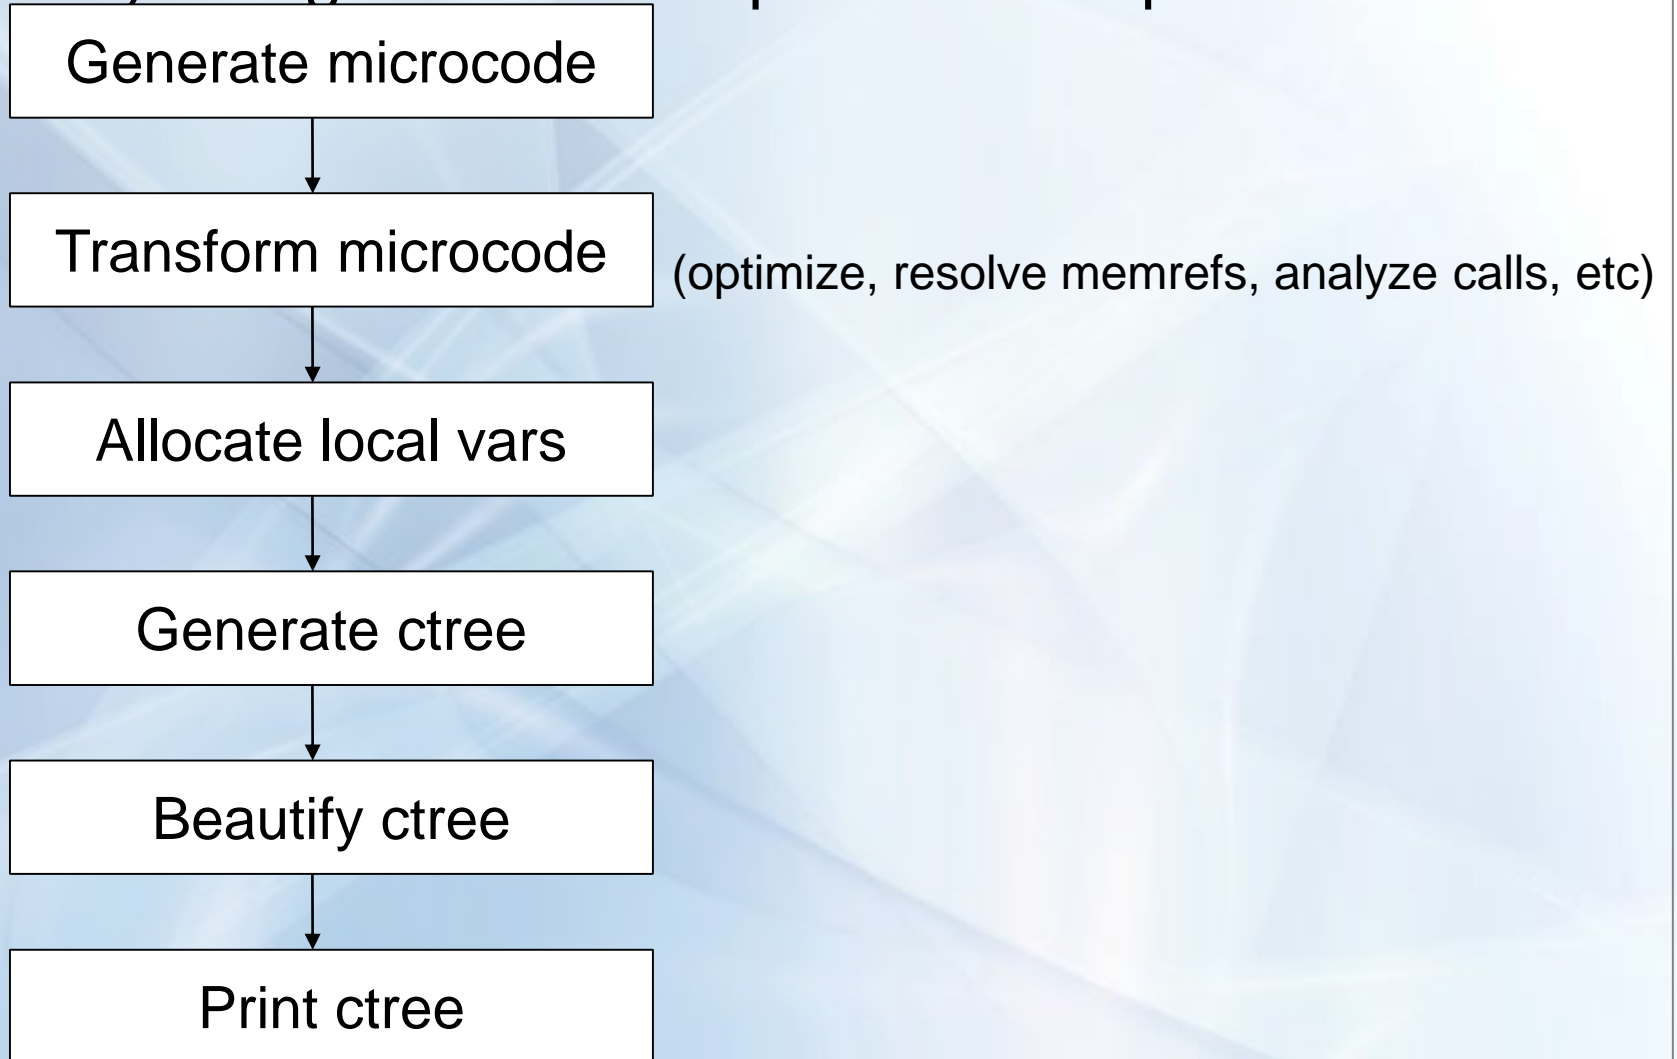 Generate microcode
Transform microcode
(optimize, resolve memrefs, analyze calls, etc)
Allocate local vars
Generate ctree
Beautify ctree
Print ctree